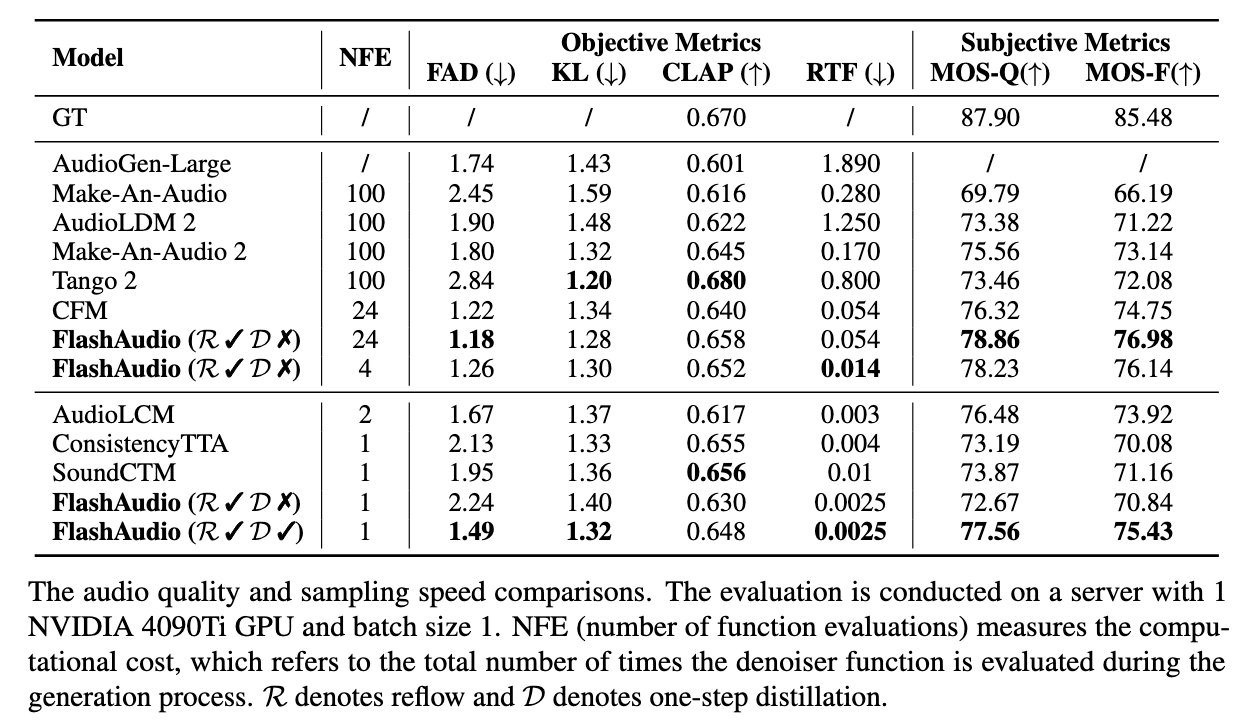 Model NFE Objective Metrics Subjective Metrics
FAD (↓) KL (↓) CLAP (↑) RTF (↓) MOS-Q(↑) MOS-F(↑)
GT / / / 0.670 / 87.90 85.48
AudioGen-Large / 1.74 1.43 0.601 1.890 / /
Make-An-Audio 100 2.45 1.59 0.616 0.280 69.79 66.19
AudioLDM 2 100 1.90 1.48 0.622 1.250 73.38 71.22
Make-An-Audio 2 100 1.80 1.32 0.645 0.170 75.56 73.14
Tango 2 100 2.84 1.20 0.680 0.800 73.46 72.08
CFM 24 1.22 1.34 0.640 0.054 76.32 74.75
FlashAudio (R ✓ D ✗) 24 1.18 1.28 0.658 0.054 78.86 76.98
FlashAudio (R ✓ D ✗) 4 1.26 1.30 0.652 0.014 78.23 76.14
AudioLCM 2 1.67 1.37 0.617 0.003 76.48 73.92
ConsistencyTTA 1 2.13 1.33 0.655 0.004 73.19 70.08
SoundCTM 1 1.95 1.36 0.656 0.01 73.87 71.16
FlashAudio (R ✓ D ✗) 1 2.24 1.40 0.630 0.0025 72.67 70.84
FlashAudio (R ✓ D ✓) 1 1.49 1.32 0.648 0.0025 77.56 75.43
The audio quality and sampling speed comparisons. The evaluation is conducted on a server with 1
NVIDIA 4090Ti GPU and batch size 1. NFE (number of function evaluations) measures the compu-
tational cost, which refers to the total number of times the denoiser function is evaluated during the
generation process. R denotes reflow and D denotes one-step distillation.